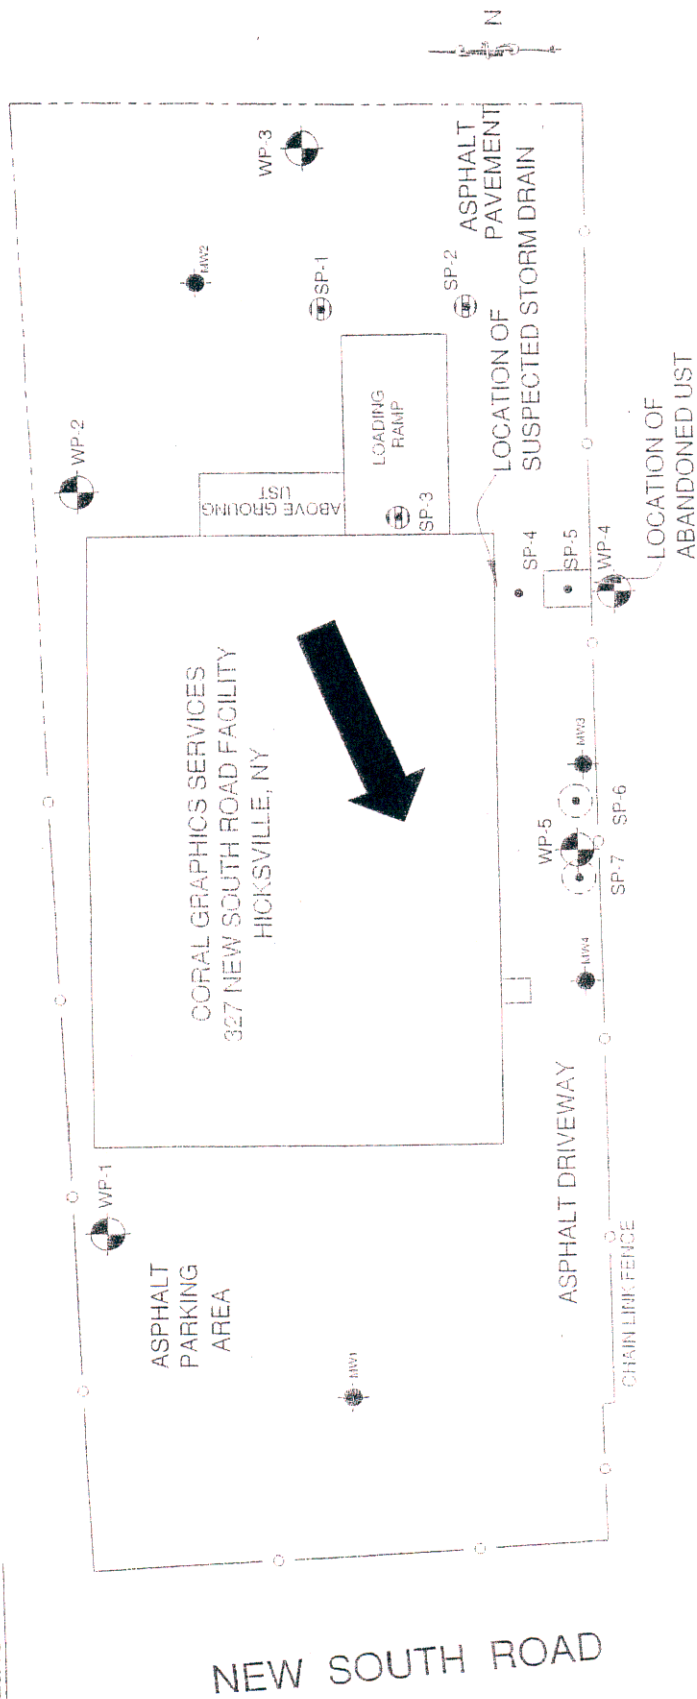 N
WP-3
MW2
SP-1
SP-2
ASPHALT
PAVEMENT
WP-2
LOADING
RAMP
LOCATION OF
SUSPECTED STORM DRAIN
ABOVE GROUNG
UST
SP-3
SP-4
SP-5
WP-4
LOCATION OF
ABANDONED UST
CORAL GRAPHICS SERVICES
327 NEW SOUTH ROAD FACILITY
HICKSVILLE, NY
MW3
SP-6
WP-5
SP-7
MW4
WP-1
ASPHALT
PARKING
AREA
MW1
ASPHALT DRIVEWAY
CHAIN LINK FENCE
NEW SOUTH ROAD